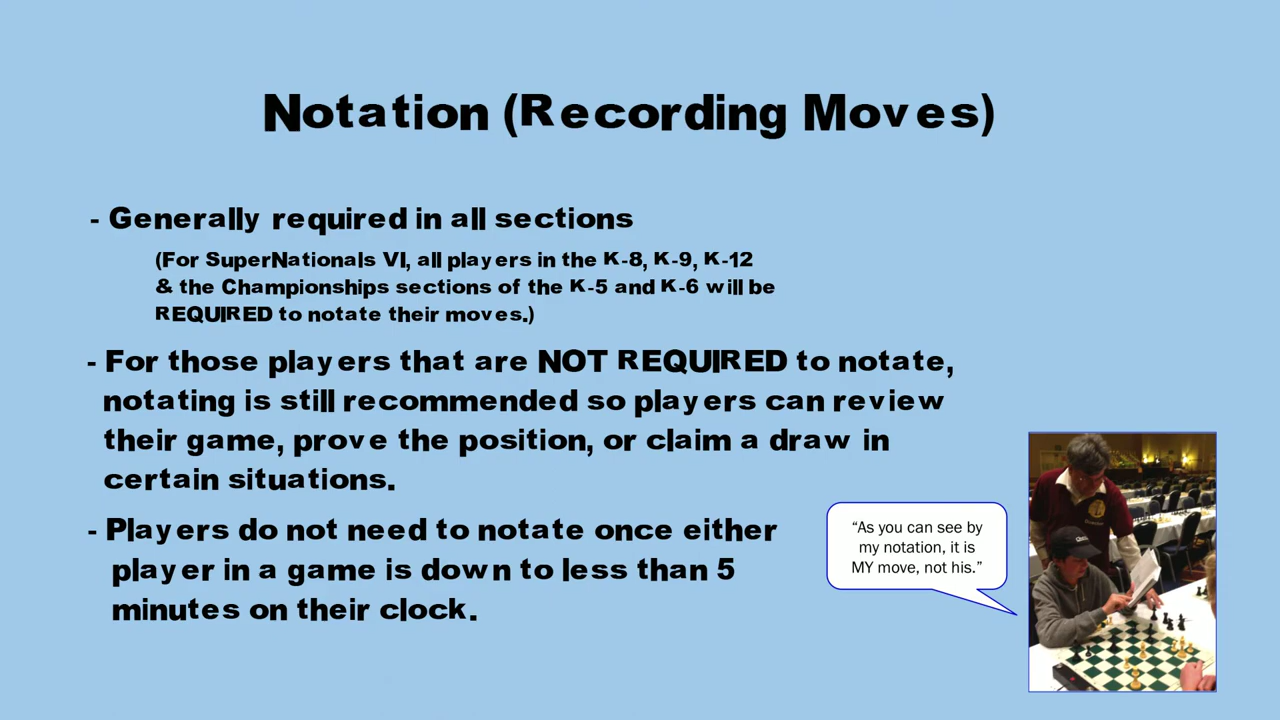 Notation (Recording Moves)
- Generally required in all sections
(For SuperNationals VI, all players in the K-8, K-9, K-12
& the Championships sections of the K-5 and K-6 will be
REQUIRED to notate their moves.)
- For those players that are NOT REQUIRED to notate,
notating is still recommended so players can review
their game, prove the position, or claim a draw in
certain situations.
- Players do not need to notate once either
player in a game is down to less than 5
minutes on their clock.
“As you can see by
my notation, it is
MY move, not his.”